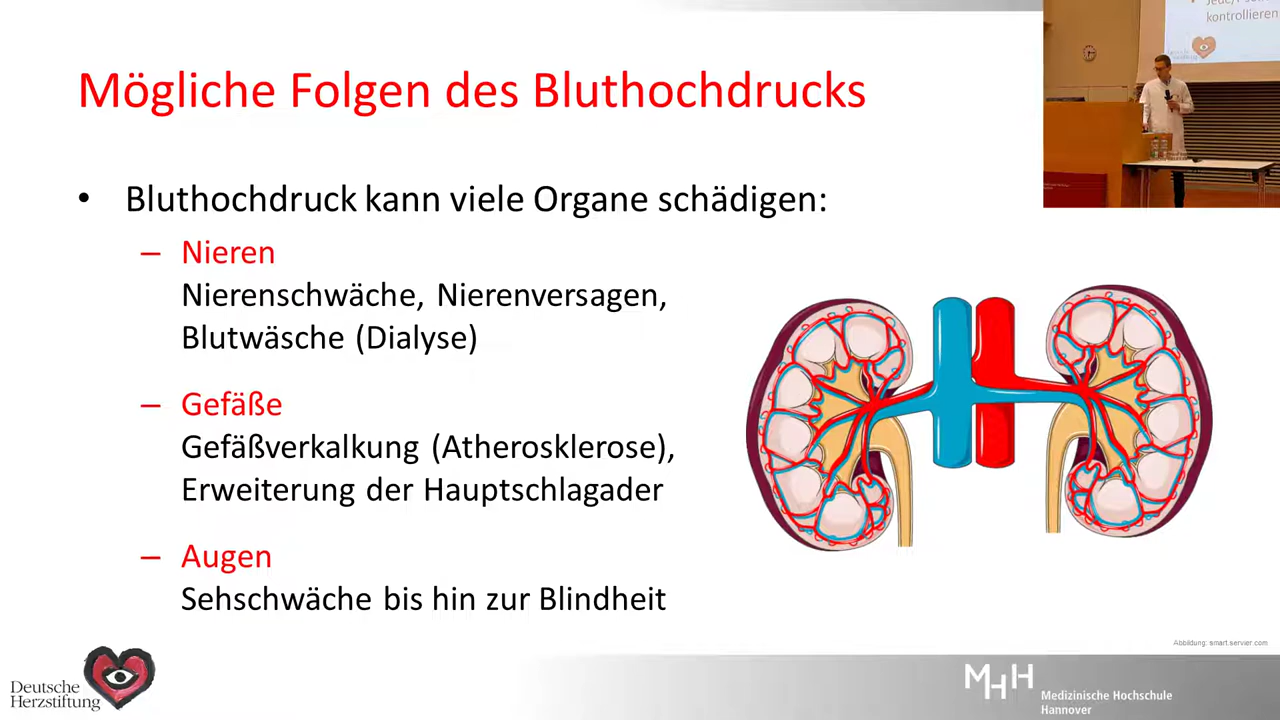 Mögliche Folgen des Bluthochdrucks
• Bluthochdruck kann viele Organe schädigen:
– Nieren
Nierenschwäche, Nierenversagen,
Blutwäsche (Dialyse)
– Gefäße
Gefäßverkalkung (Atherosklerose),
Erweiterung der Hauptschlagader
– Augen
Sehschwäche bis hin zur Blindheit
kontrollieren
Abbildung: smart.servier.com
Deutsche
Herzstiftung
MHH
Medizinische Hochschule
Hannover